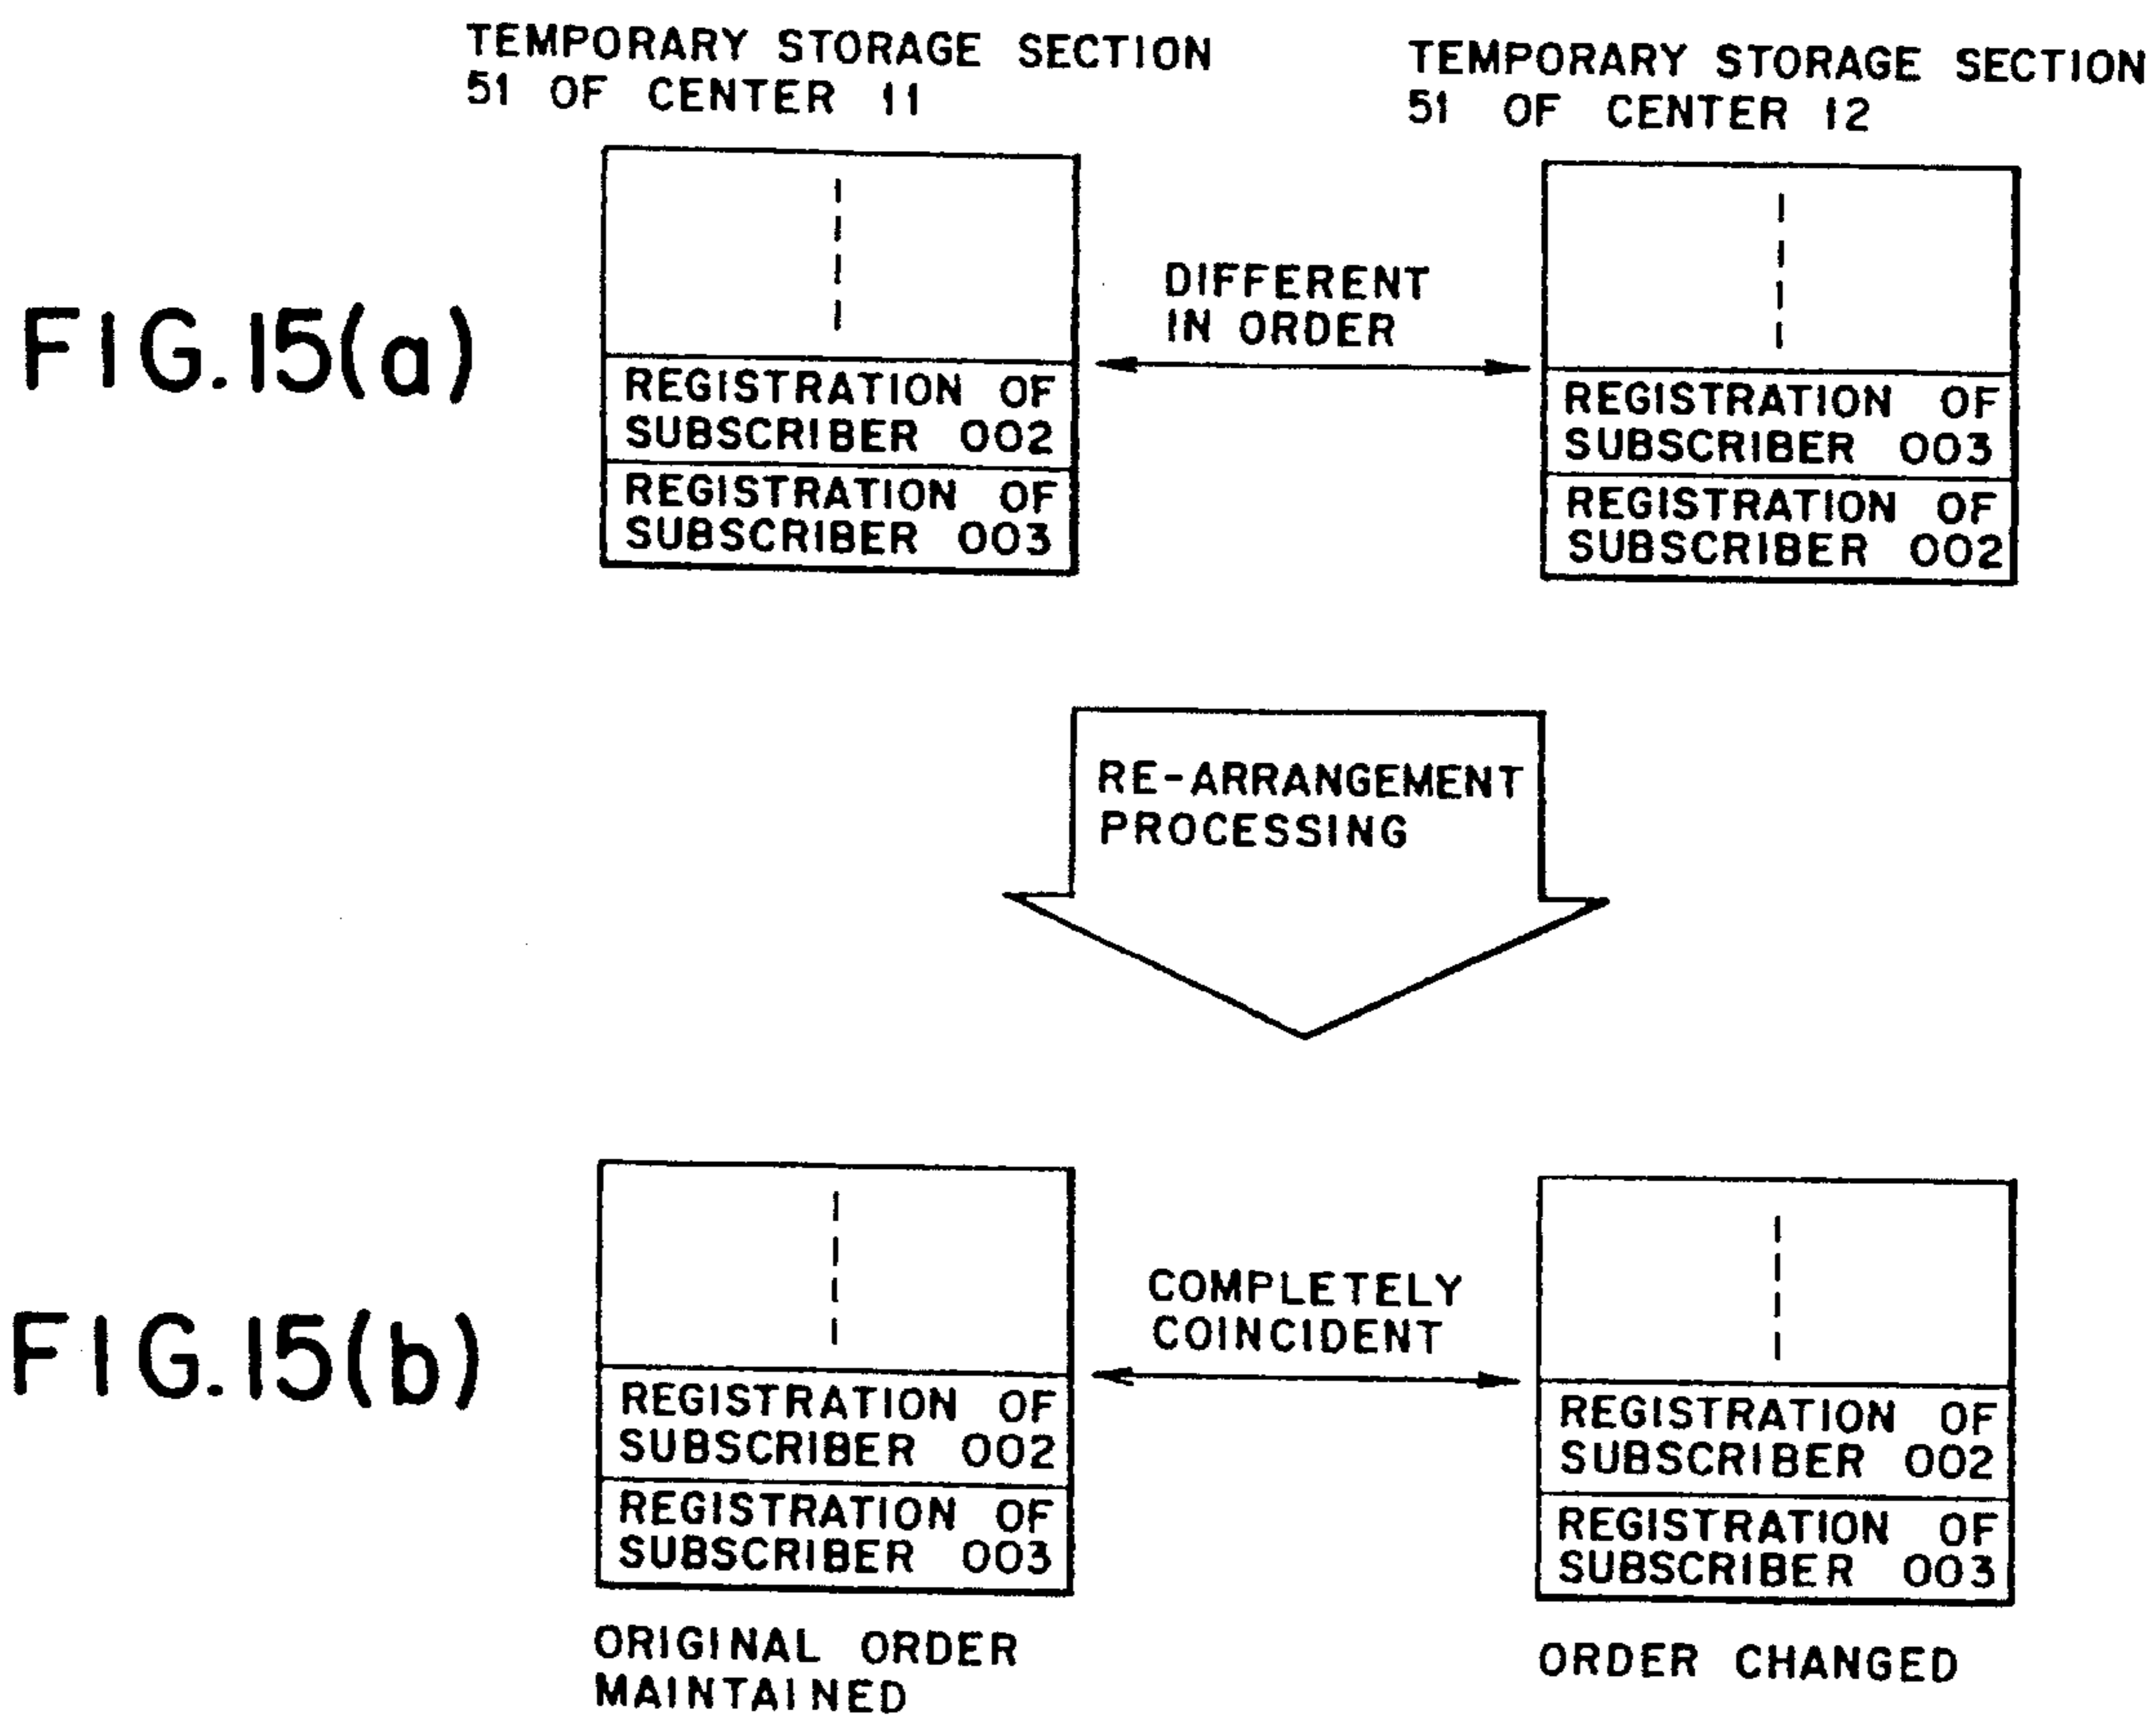 TEMPORARY STORAGE SECTION
51 OF CENTER 11
TEMPORARY STORAGE SECTION
51 OF CENTER 12
FIG.15(a)
DIFFERENT
IN ORDER
REGISTRATION OF
SUBSCRIBER 002
REGISTRATION OF
SUBSCRIBER 003
REGISTRATION OF
SUBSCRIBER 003
REGISTRATION OF
SUBSCRIBER 002
RE-ARRANGEMENT
PROCESSING
FIG.15(b)
COMPLETELY
COINCIDENT
REGISTRATION OF
SUBSCRIBER 002
REGISTRATION OF
SUBSCRIBER 003
REGISTRATION OF
SUBSCRIBER 002
REGISTRATION OF
SUBSCRIBER 003
ORIGINAL ORDER
MAINTAINED
ORDER CHANGED